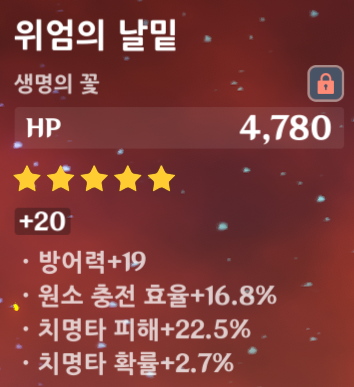 위엄의 날밑
생명의 꽃
HP 4,780
+20
· 방어력+19
· 원소 충전 효율+16.8%
· 치명타 피해+22.5%
· 치명타 확률+2.7%